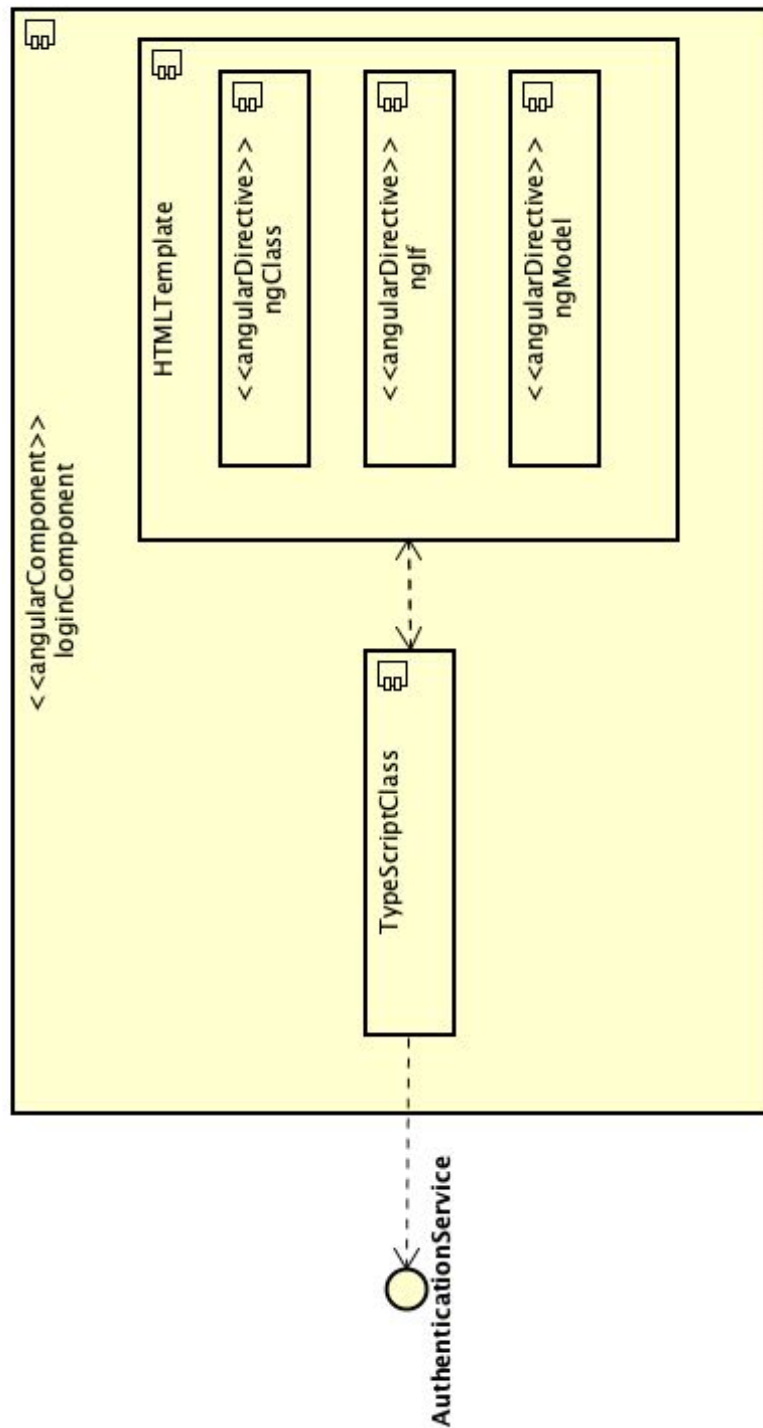 < <angularComponent>>
loginComponent
HTMLTemplate
< <angularDirective> >
ngClass
< <angularDirective> >
ngIf
< <angularDirective> >
ngModel
TypeScriptClass
AuthenticationService